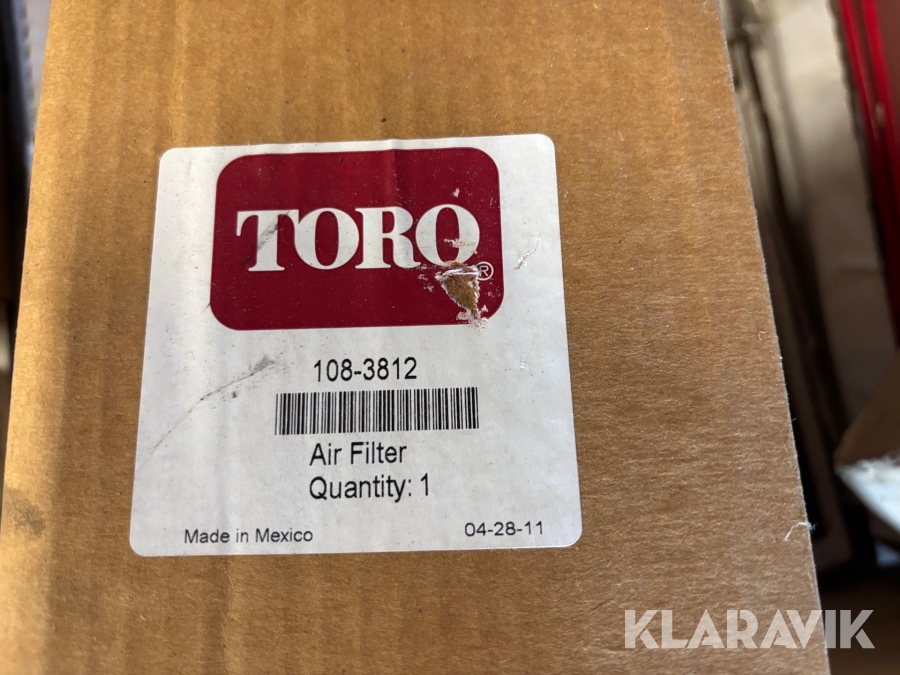 TORO
®
108-3812
Air Filter
Quantity: 1
Made in Mexico 04-28-11
KLARAVIK